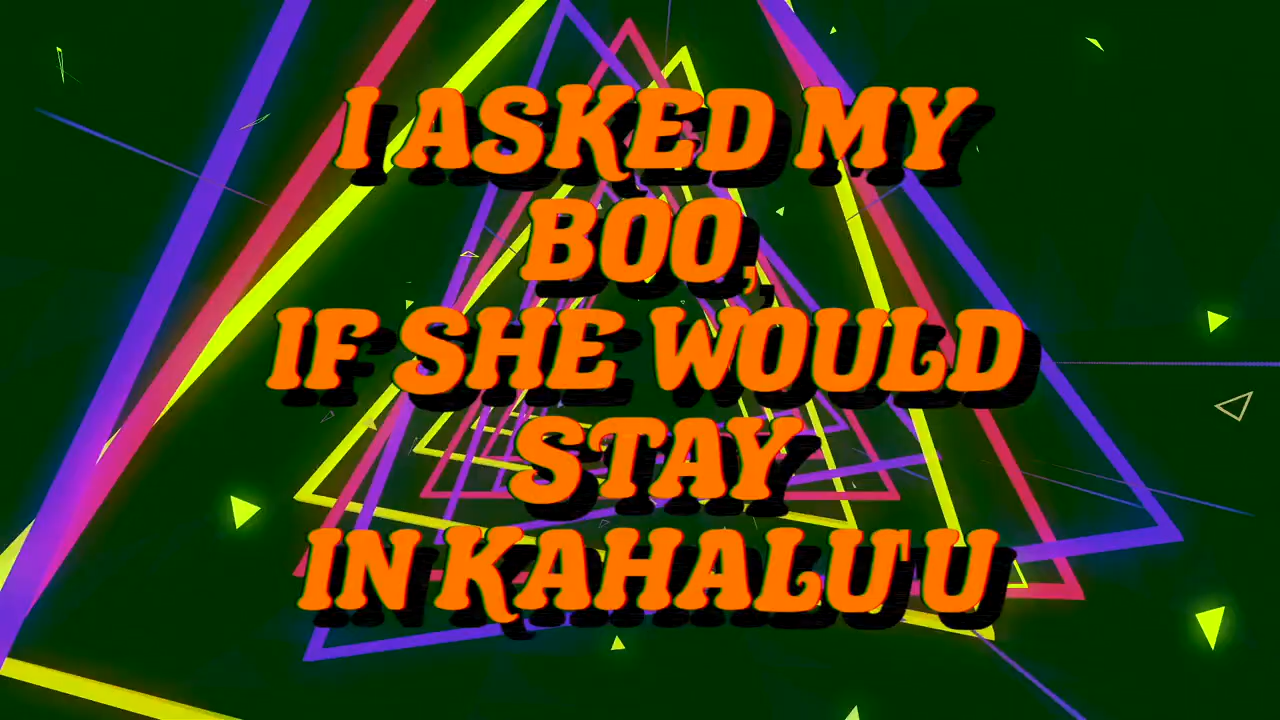 I ASKED MY
BOO,
IF SHE WOULD
STAY
IN KAHALU'U